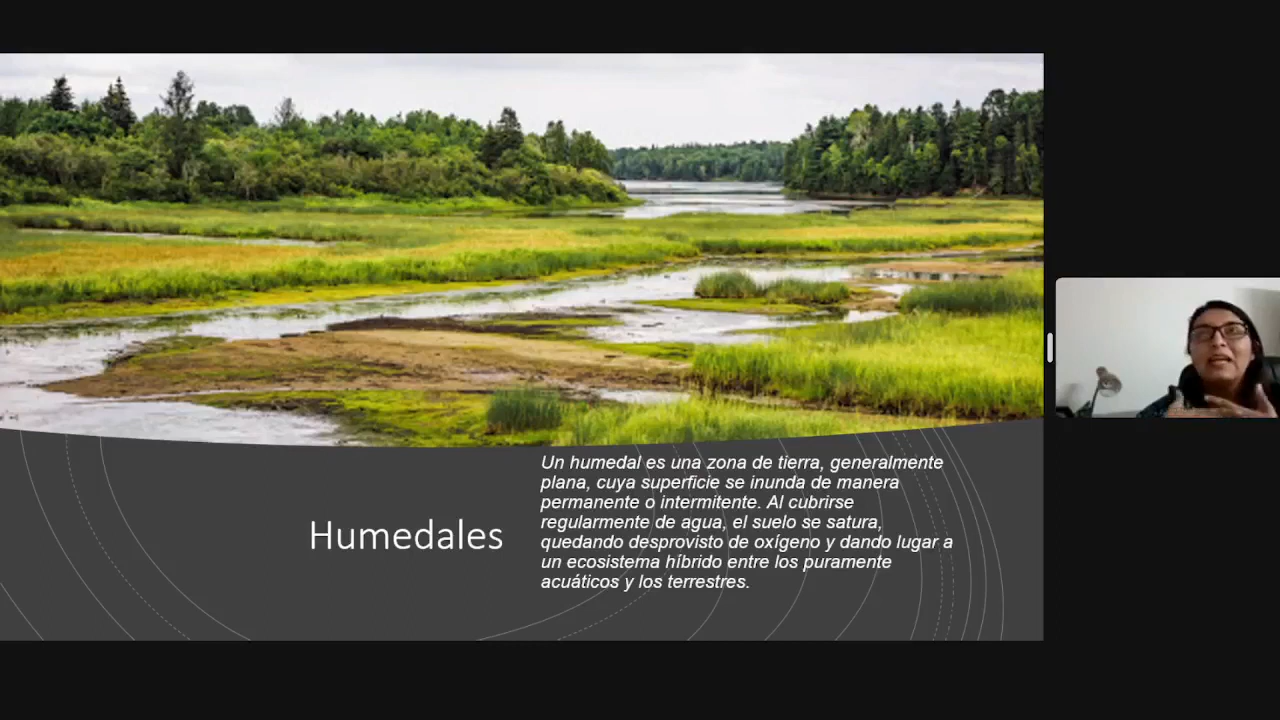 Humedales
Un humedal es una zona de tierra, generalmente
plana, cuya superficie se inunda de manera
permanente o intermitente. Al cubrirse
regularmente de agua, el suelo se satura,
quedando desprovisto de oxígeno y dando lugar a
un ecosistema híbrido entre los puramente
acuáticos y los terrestres.